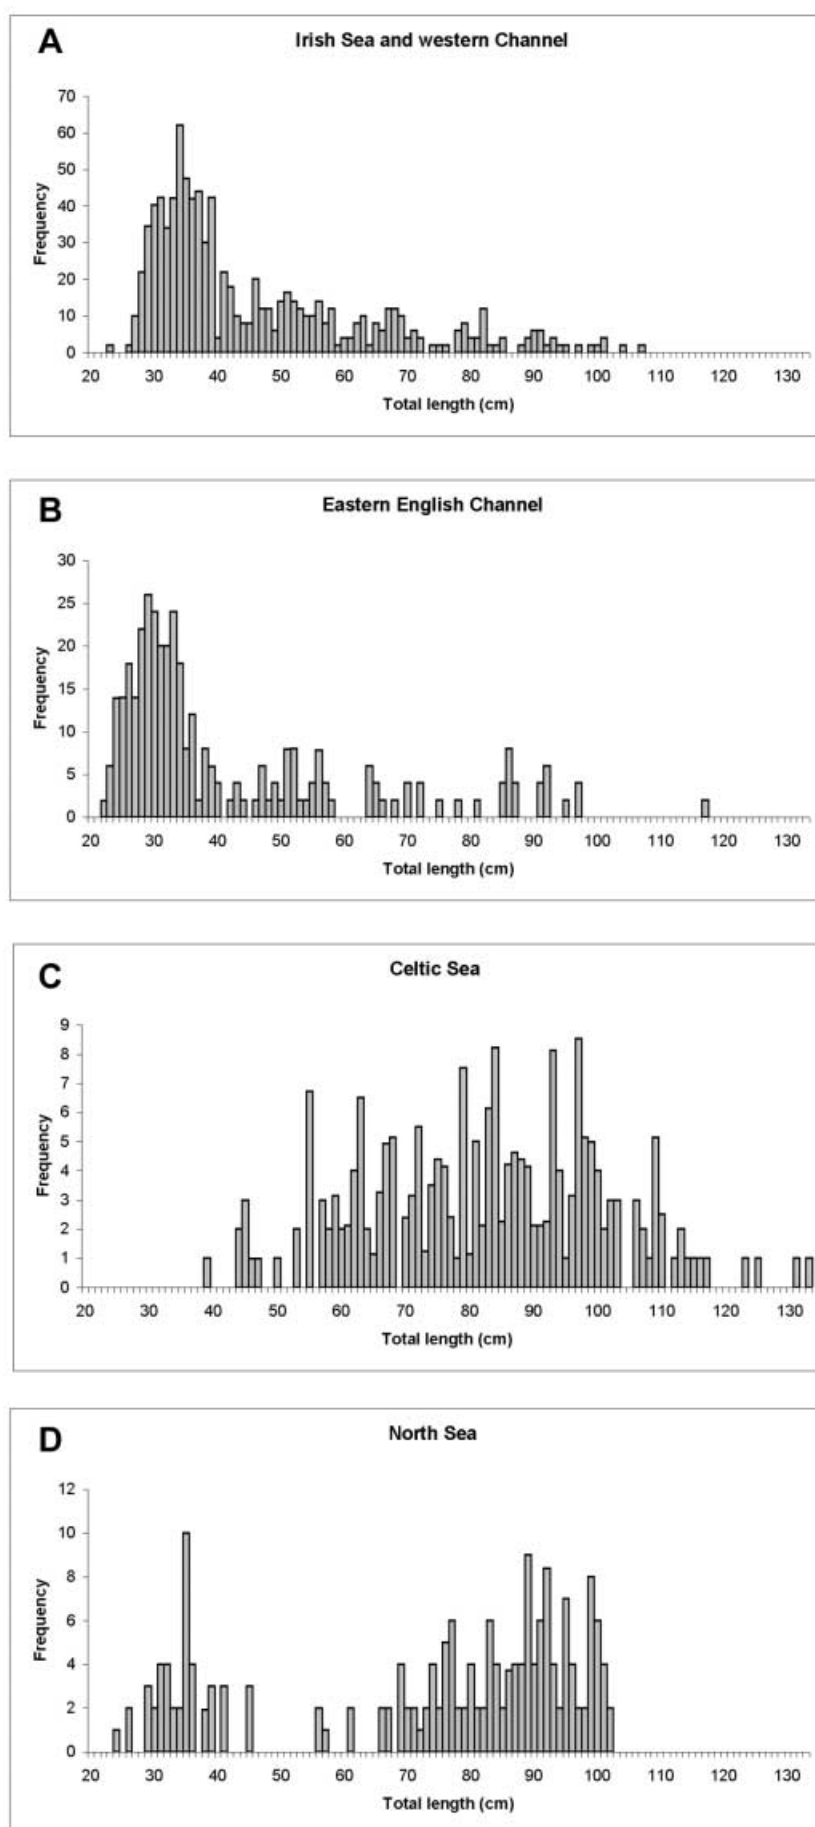 A
Irish Sea and western Channel
70
60
50
40
30
20
10
0
Frequency
20 30 40 50 60 70 80 90 100 110 120 130
Total length (cm)
B
Eastern English Channel
30
25
20
15
10
5
0
Frequency
20 30 40 50 60 70 80 90 100 110 120 130
Total length (cm)
C
Celtic Sea
9
8
7
6
5
4
3
2
1
0
Frequency
20 30 40 50 60 70 80 90 100 110 120 130
Total length (cm)
D
North Sea
12
10
8
6
4
2
0
Frequency
20 30 40 50 60 70 80 90 100 110 120 130
Total length (cm)